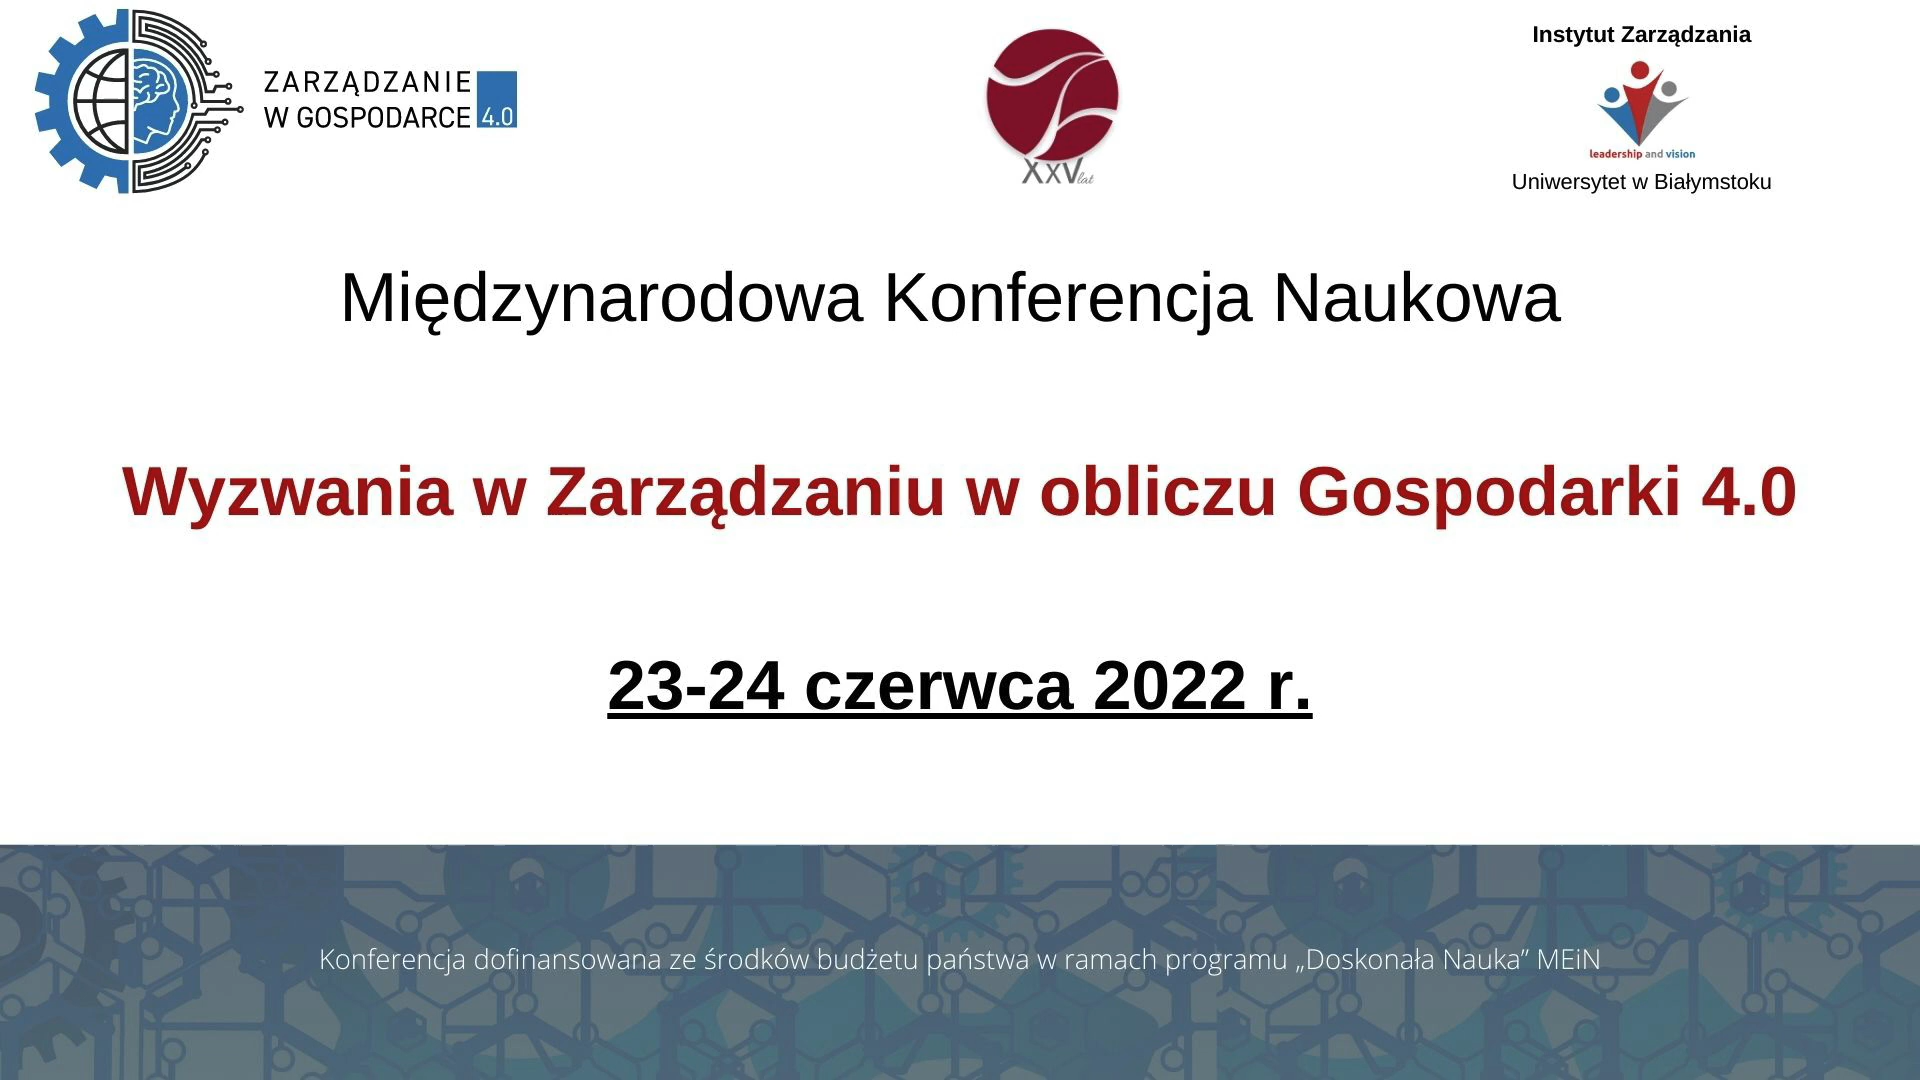 ZARZĄDZANIE
W GOSPODARCE 4.0
XXV lat
Instytut Zarządzania
leadership and vision
Uniwersytet w Białymstoku
Międzynarodowa Konferencja Naukowa
Wyzwania w Zarządzaniu w obliczu Gospodarki 4.0
23-24 czerwca 2022 r.
Konferencja dofinansowana ze środków budżetu państwa w ramach programu „Doskonała Nauka” MEiN